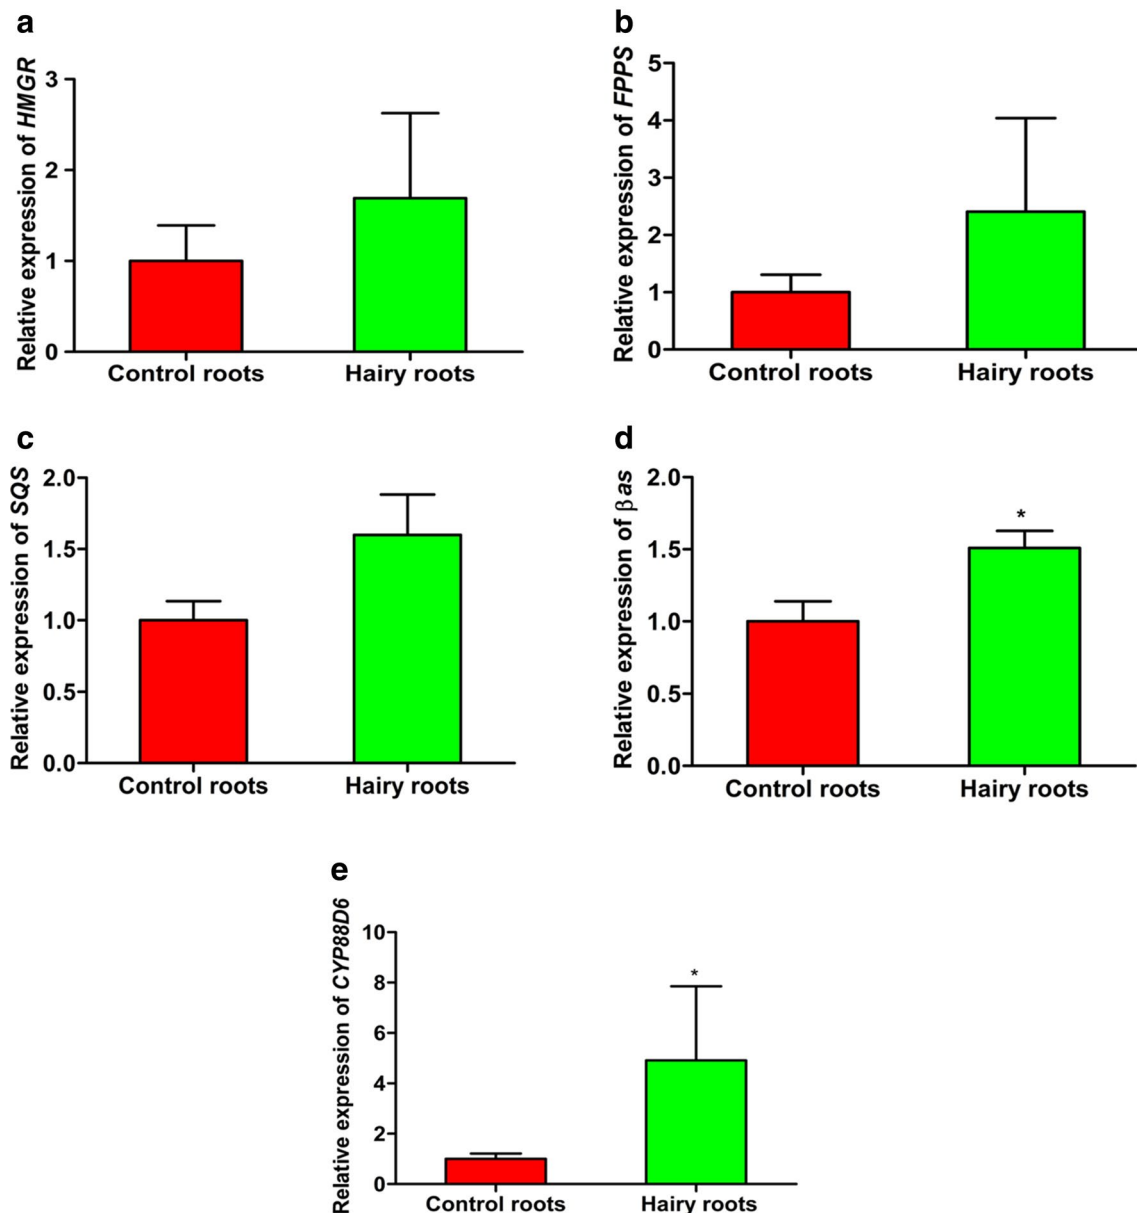 a
Relative expression of HMGR
3
2
1
0
Control roots
Hairy roots
b
Relative expression of FPPS
5
4
3
2
1
0
Control roots
Hairy roots
c
Relative expression of SQS
2.0
1.5
1.0
0.5
0.0
Control roots
Hairy roots
d
Relative expression of βas
2.0
1.5
1.0
0.5
0.0
*
Control roots
Hairy roots
e
Relative expression of CYP88D6
10
8
6
4
2
0
*
Control roots
Hairy roots